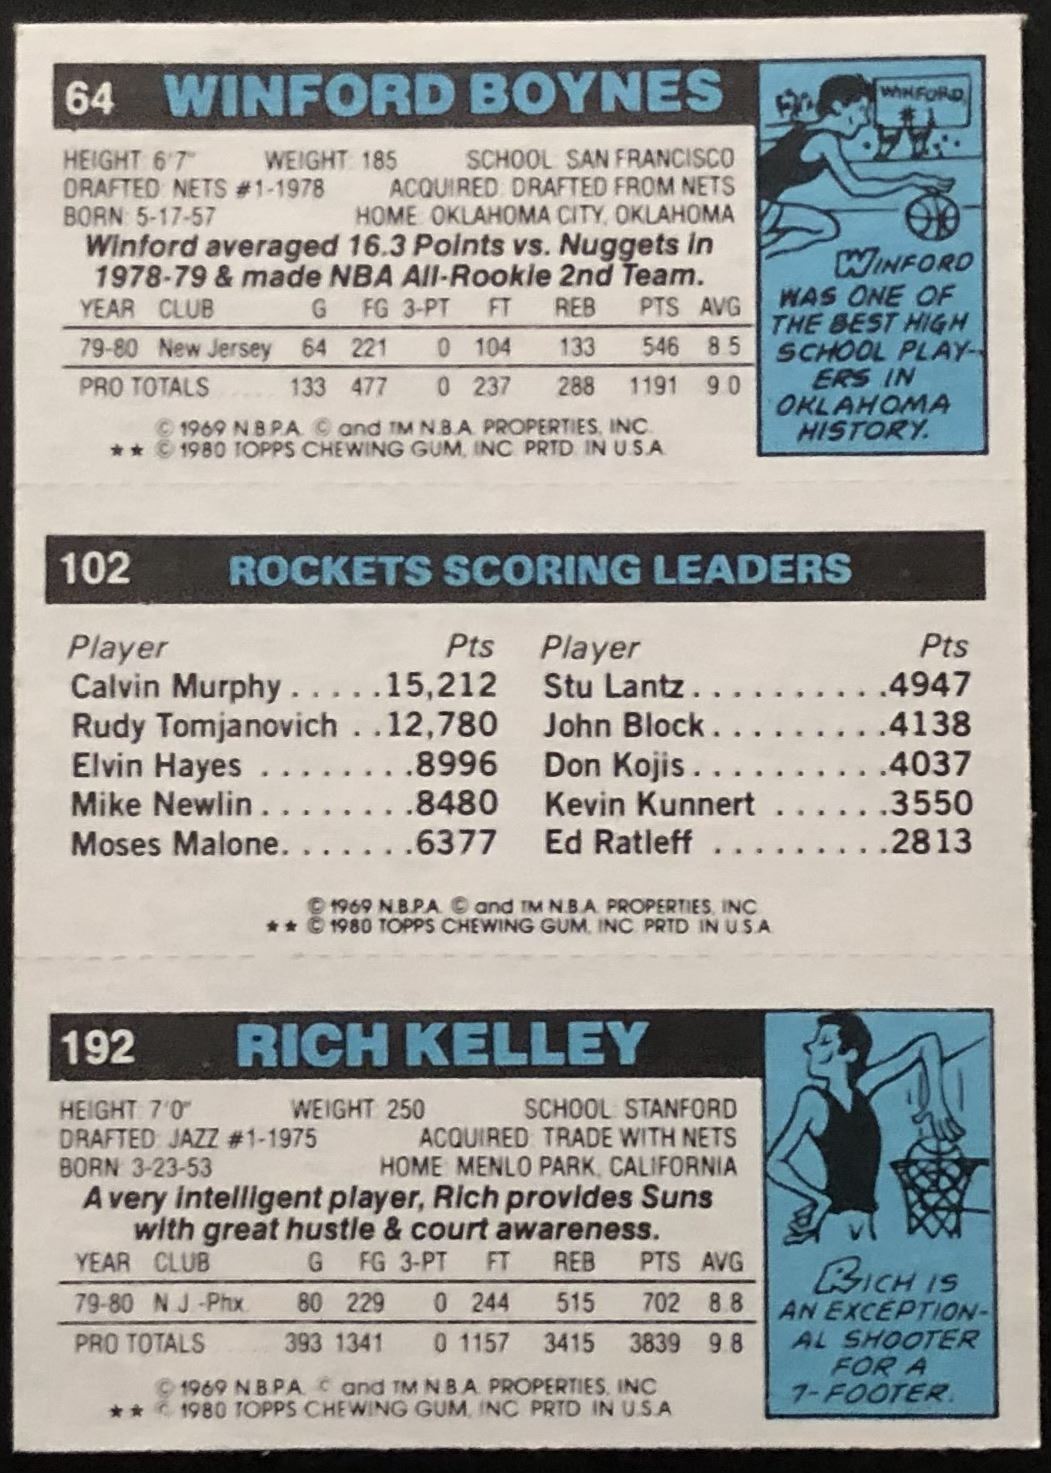 64 WINFORD BOYNES
HEIGHT: 6'7" WEIGHT: 185 SCHOOL: SAN FRANCISCO
DRAFTED: NETS #1-1978 ACQUIRED: DRAFTED FROM NETS
BORN: 5-17-57 HOME: OKLAHOMA CITY, OKLAHOMA
Winford averaged 16.3 Points vs. Nuggets in
1978-79 & made NBA All-Rookie 2nd Team.
YEAR CLUB G FG 3-PT FT REB PTS AVG
79-80 New Jersey 64 221 0 104 133 546 8.5
PRO TOTALS 133 477 0 237 288 1191 9.0
© 1969 N.B.P.A. © and TM N.B.A. PROPERTIES, INC.
★★ © 1980 TOPPS CHEWING GUM, INC. PRTD. IN U.S.A.
WINFORD
#1
WINFORD
WAS ONE OF
THE BEST HIGH
SCHOOL PLAY-
ERS IN
OKLAHOMA
HISTORY.
102 ROCKETS SCORING LEADERS
Player Pts Player Pts
Calvin Murphy.....15,212 Stu Lantz..........4947
Rudy Tomjanovich ..12,780 John Block.........4138
Elvin Hayes ........8996 Don Kojis..........4037
Mike Newlin........8480 Kevin Kunnert ......3550
Moses Malone.......6377 Ed Ratleff .........2813
© 1969 N.B.P.A. © and TM N.B.A. PROPERTIES, INC.
★★ © 1980 TOPPS CHEWING GUM, INC. PRTD. IN U.S.A.
192 RICH KELLEY
HEIGHT: 7'0" WEIGHT: 250 SCHOOL: STANFORD
DRAFTED: JAZZ #1-1975 ACQUIRED: TRADE WITH NETS
BORN: 3-23-53 HOME: MENLO PARK, CALIFORNIA
A very intelligent player, Rich provides Suns
with great hustle & court awareness.
YEAR CLUB G FG 3-PT FT REB PTS AVG
79-80 N.J.-Phx. 80 229 0 244 515 702 8.8
PRO TOTALS 393 1341 0 1157 3415 3839 9.8
© 1969 N.B.P.A. © and TM N.B.A. PROPERTIES, INC.
★★ © 1980 TOPPS CHEWING GUM, INC. PRTD. IN U.S.A.
RICH IS
AN EXCEPTION-
AL SHOOTER
FOR A
7-FOOTER.